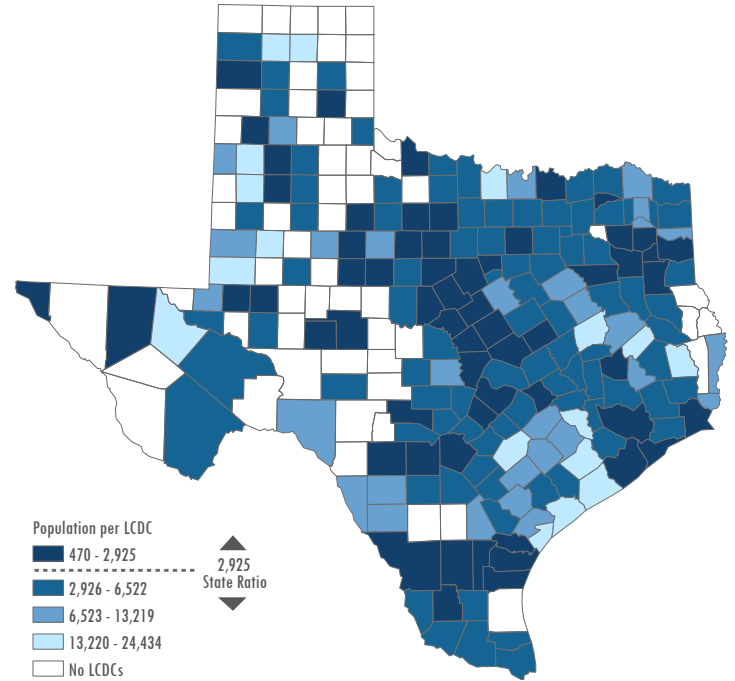 Population per LCDC
470 - 2,925
2,926 - 6,522
6,523 - 13,219
13,220 - 24,434
No LCDCs
2,925
State Ratio